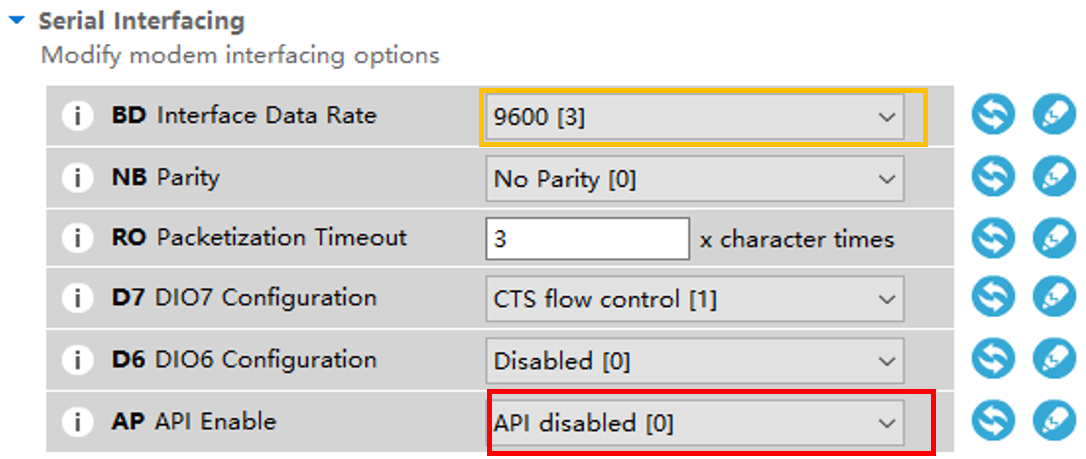 Serial Interfacing
Modify modem interfacing options
i BD Interface Data Rate 9600 [3]
i NB Parity No Parity [0]
i RO Packetization Timeout 3 x character times
i D7 DIO7 Configuration CTS flow control [1]
i D6 DIO6 Configuration Disabled [0]
i AP API Enable API disabled [0]